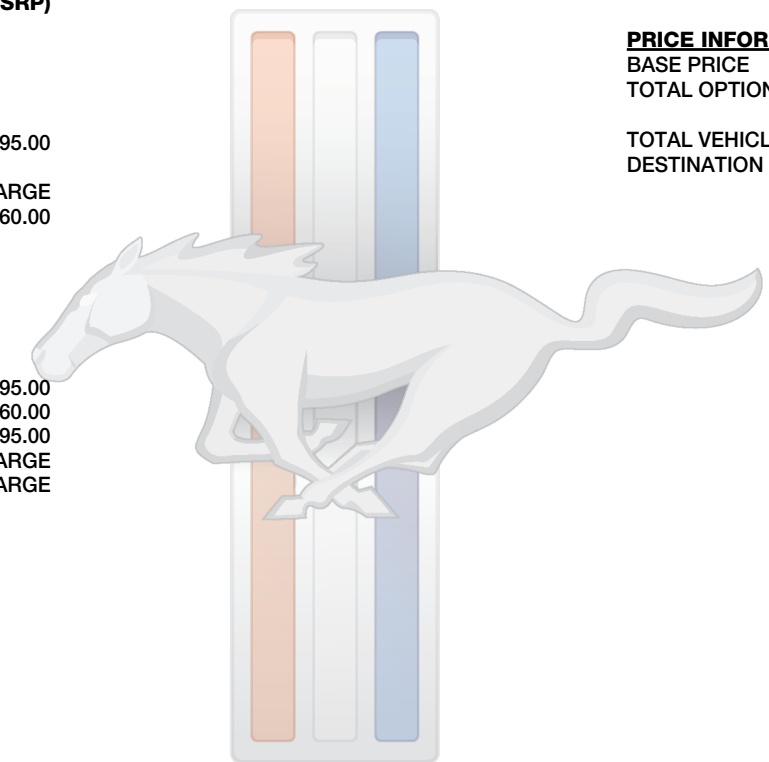 SRP)
95.00
ARGE
60.00
95.00
60.00
95.00
ARGE
ARGE
PRICE INFOR
BASE PRICE
TOTAL OPTION
TOTAL VEHICL
DESTINATION